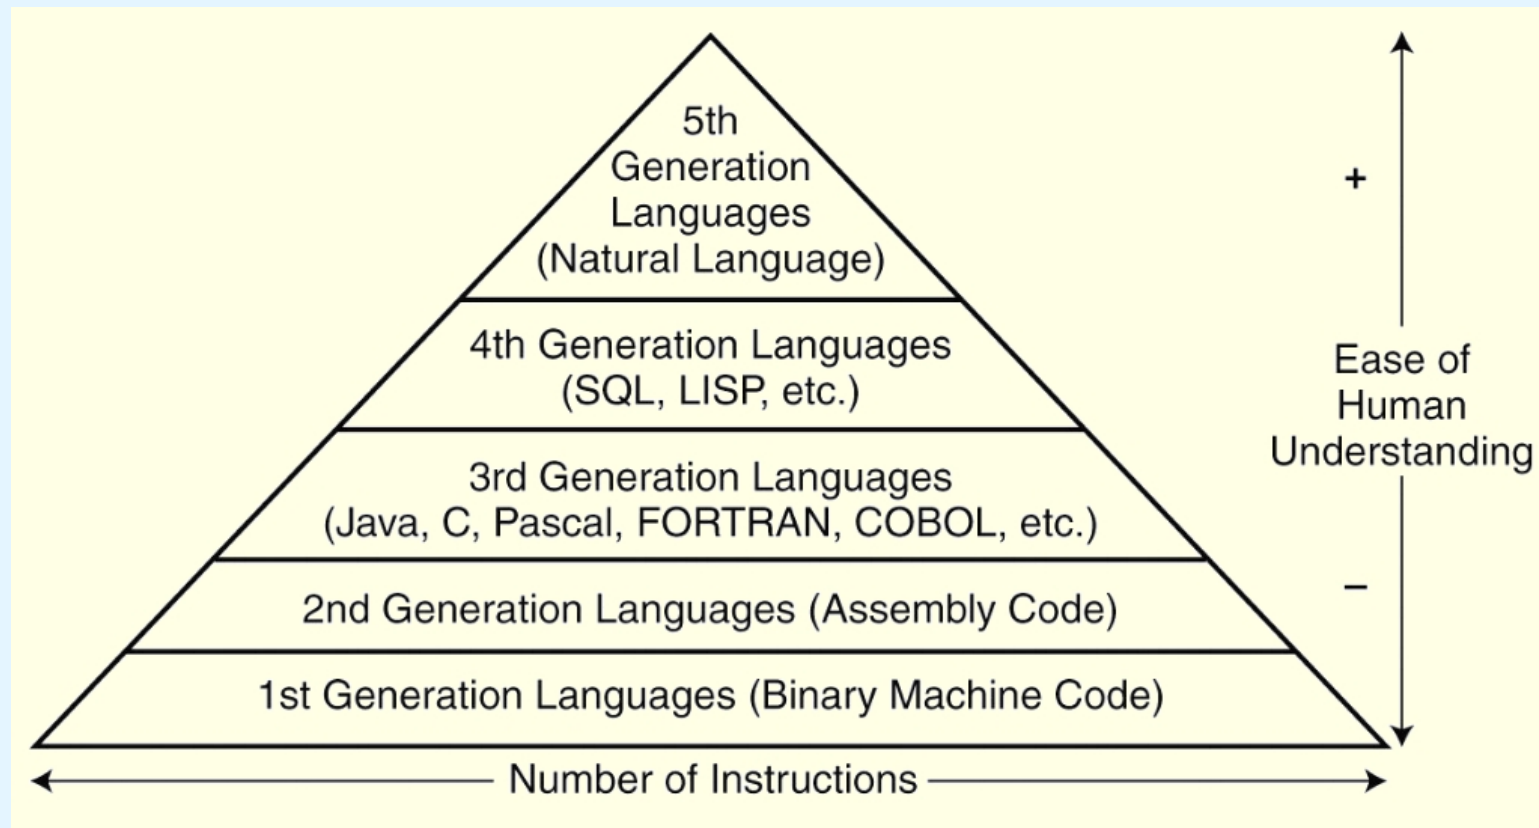 5th
Generation
Languages
(Natural Language)
4th Generation Languages
(SQL, LISP, etc.)
3rd Generation Languages
(Java, C, Pascal, FORTRAN, COBOL, etc.)
2nd Generation Languages (Assembly Code)
1st Generation Languages (Binary Machine Code)
Number of Instructions
+
Ease of
Human
Understanding
–